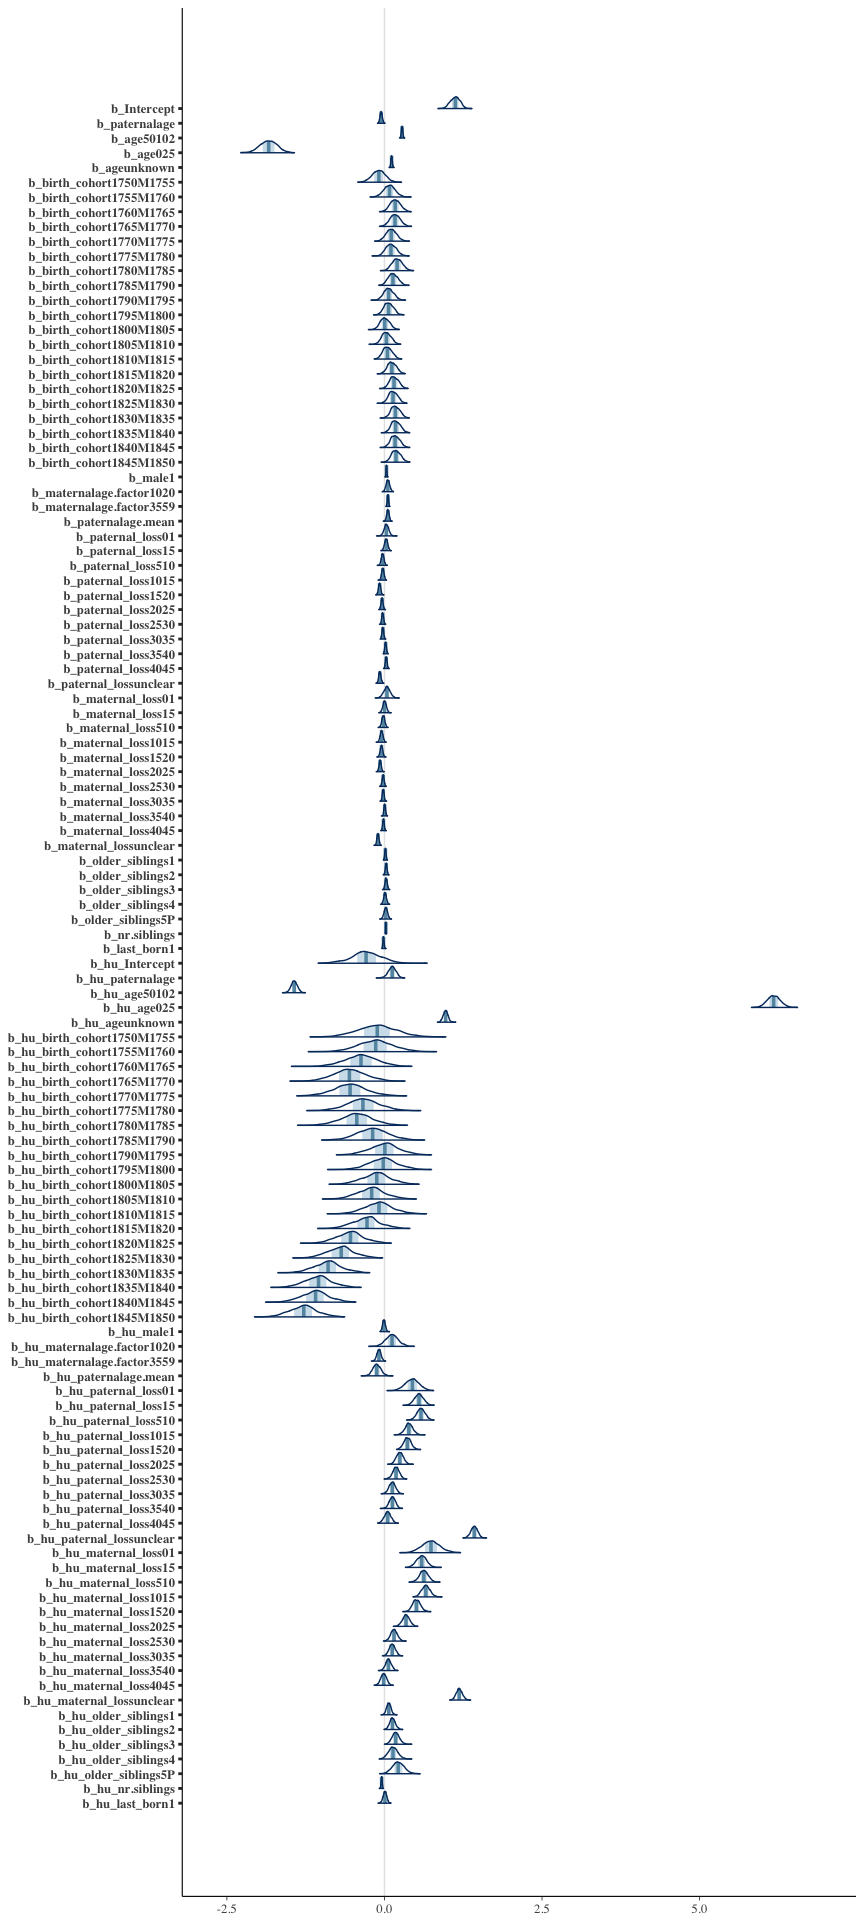 b_Intercept
b_paternalage
b_age50102
b_age025
b_ageunknown
b_birth_cohort1750M1755
b_birth_cohort1755M1760
b_birth_cohort1760M1765
b_birth_cohort1765M1770
b_birth_cohort1770M1775
b_birth_cohort1775M1780
b_birth_cohort1780M1785
b_birth_cohort1785M1790
b_birth_cohort1790M1795
b_birth_cohort1795M1800
b_birth_cohort1800M1805
b_birth_cohort1805M1810
b_birth_cohort1810M1815
b_birth_cohort1815M1820
b_birth_cohort1820M1825
b_birth_cohort1825M1830
b_birth_cohort1830M1835
b_birth_cohort1835M1840
b_birth_cohort1840M1845
b_birth_cohort1845M1850
b_male1
b_maternalage.factor1020
b_maternalage.factor3559
b_paternalage.mean
b_paternal_loss01
b_paternal_loss15
b_paternal_loss510
b_paternal_loss1015
b_paternal_loss1520
b_paternal_loss2025
b_paternal_loss2530
b_paternal_loss3035
b_paternal_loss3540
b_paternal_loss4045
b_paternal_lossunclear
b_maternal_loss01
b_maternal_loss15
b_maternal_loss510
b_maternal_loss1015
b_maternal_loss1520
b_maternal_loss2025
b_maternal_loss2530
b_maternal_loss3035
b_maternal_loss3540
b_maternal_loss4045
b_maternal_lossunclear
b_older_siblings1
b_older_siblings2
b_older_siblings3
b_older_siblings4
b_older_siblings5P
b_nr.siblings
b_last_born1
b_hu_Intercept
b_hu_paternalage
b_hu_age50102
b_hu_age025
b_hu_ageunknown
b_hu_birth_cohort1750M1755
b_hu_birth_cohort1755M1760
b_hu_birth_cohort1760M1765
b_hu_birth_cohort1765M1770
b_hu_birth_cohort1770M1775
b_hu_birth_cohort1775M1780
b_hu_birth_cohort1780M1785
b_hu_birth_cohort1785M1790
b_hu_birth_cohort1790M1795
b_hu_birth_cohort1795M1800
b_hu_birth_cohort1800M1805
b_hu_birth_cohort1805M1810
b_hu_birth_cohort1810M1815
b_hu_birth_cohort1815M1820
b_hu_birth_cohort1820M1825
b_hu_birth_cohort1825M1830
b_hu_birth_cohort1830M1835
b_hu_birth_cohort1835M1840
b_hu_birth_cohort1840M1845
b_hu_birth_cohort1845M1850
b_hu_male1
b_hu_maternalage.factor1020
b_hu_maternalage.factor3559
b_hu_paternalage.mean
b_hu_paternal_loss01
b_hu_paternal_loss15
b_hu_paternal_loss510
b_hu_paternal_loss1015
b_hu_paternal_loss1520
b_hu_paternal_loss2025
b_hu_paternal_loss2530
b_hu_paternal_loss3035
b_hu_paternal_loss3540
b_hu_paternal_loss4045
b_hu_paternal_lossunclear
b_hu_maternal_loss01
b_hu_maternal_loss15
b_hu_maternal_loss510
b_hu_maternal_loss1015
b_hu_maternal_loss1520
b_hu_maternal_loss2025
b_hu_maternal_loss2530
b_hu_maternal_loss3035
b_hu_maternal_loss3540
b_hu_maternal_loss4045
b_hu_maternal_lossunclear
b_hu_older_siblings1
b_hu_older_siblings2
b_hu_older_siblings3
b_hu_older_siblings4
b_hu_older_siblings5P
b_hu_nr.siblings
b_hu_last_born1
-2.5 0.0 2.5 5.0